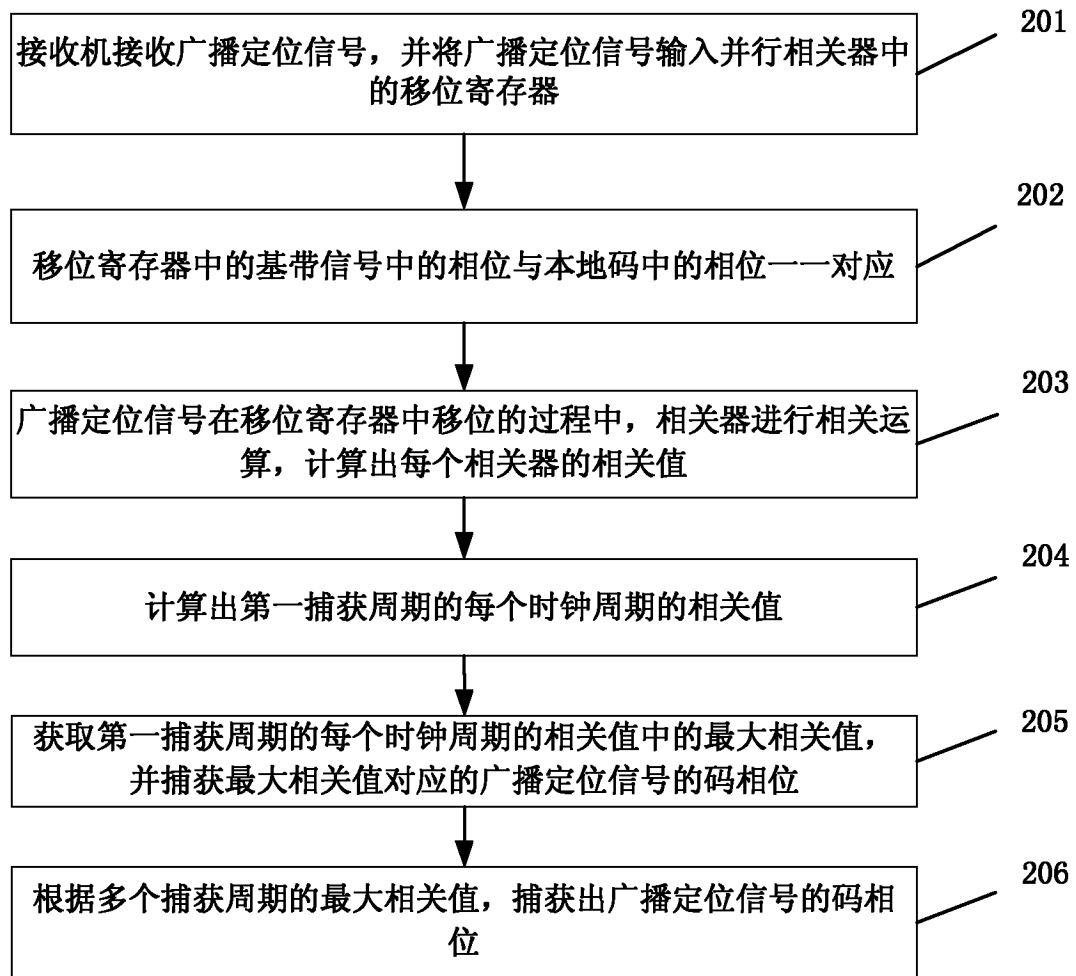 201
接收机接收广播定位信号，并将广播定位信号输入并行相关器中
的移位寄存器
202
移位寄存器中的基带信号中的相位与本地码中的相位一一对应
203
广播定位信号在移位寄存器中移位的过程中，相关器进行相关运
算，计算出每个相关器的相关值
204
计算出第一捕获周期的每个时钟周期的相关值
205
获取第一捕获周期的每个时钟周期的相关值中的最大相关值，
并捕获最大相关值对应的广播定位信号的码相位
206
根据多个捕获周期的最大相关值，捕获出广播定位信号的码相
位